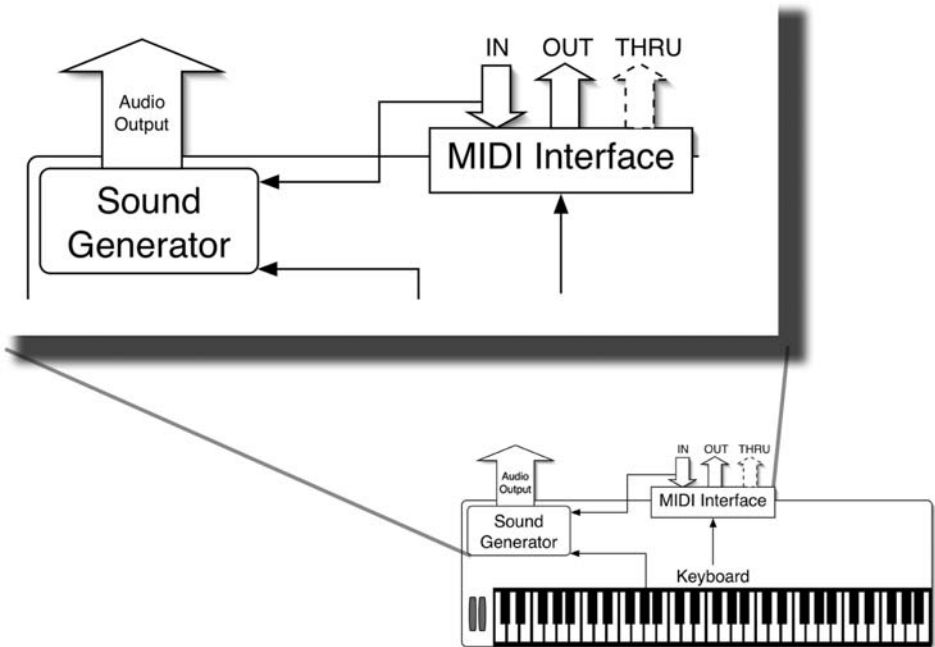 IN OUT THRU
Audio
Output
MIDI Interface
Sound
Generator
IN OUT THRU
Audio
Output
MIDI Interface
Sound
Generator
Keyboard